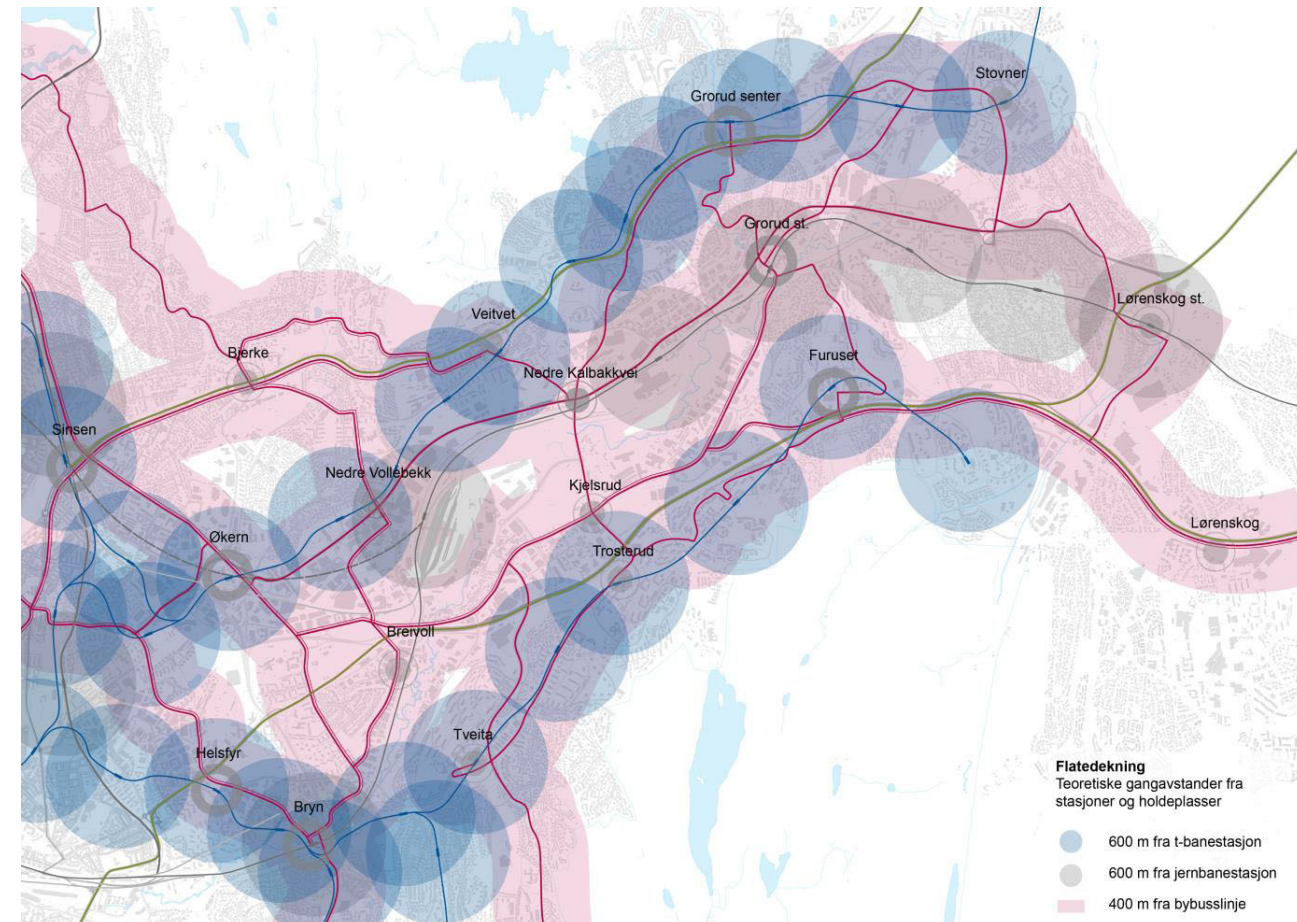 Stovner
Grorud senter
Grorud st.
Lørenskog st.
Veitvet
Bjerke
Furuset
Nedre Kalbakkvei
Sinsen
Nedre Vollebekk
Kjelsrud
Økern
Trosterud
Lørenskog
Breivoll
Tveita
Helsfyr
Bryn
Flatedekning
Teoretiske gangavstander fra
stasjoner og holdeplasser
600 m fra t-banestasjon
600 m fra jernbanestasjon
400 m fra bybusslinje